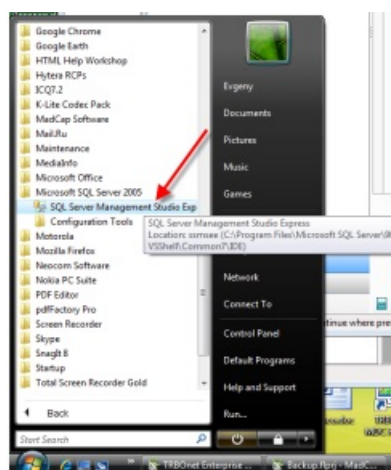 Google Chrome
Google Earth
HTML Help Workshop
Hytera RCPs
ICQ7.2
K-Lite Codec Pack
MadCap Software
Mail.Ru
Maintenance
MediaInfo
Microsoft Office
Microsoft SQL Server 2005
SQL Server Management Studio Exp
Configuration Tools
Motorola
Mozilla Firefox
Neocom Software
Nokia PC Suite
PDF Editor
pdfFactory Pro
Screen Recorder
Skype
SnagIt 8
Startup
Total Screen Recorder Gold
Back
Start Search
Evgeny
Documents
Pictures
Music
Games
SQL Server Management Studio Express
Location: ssmsee (C:\Program Files\Microsoft SQL Server\9
VSShell\Common7\IDE)
Network
Connect To
Control Panel
Default Programs
Help and Support
Run...
tinue where pre
TRBOnet Enterprise ...
Backup.flprj - MadC...